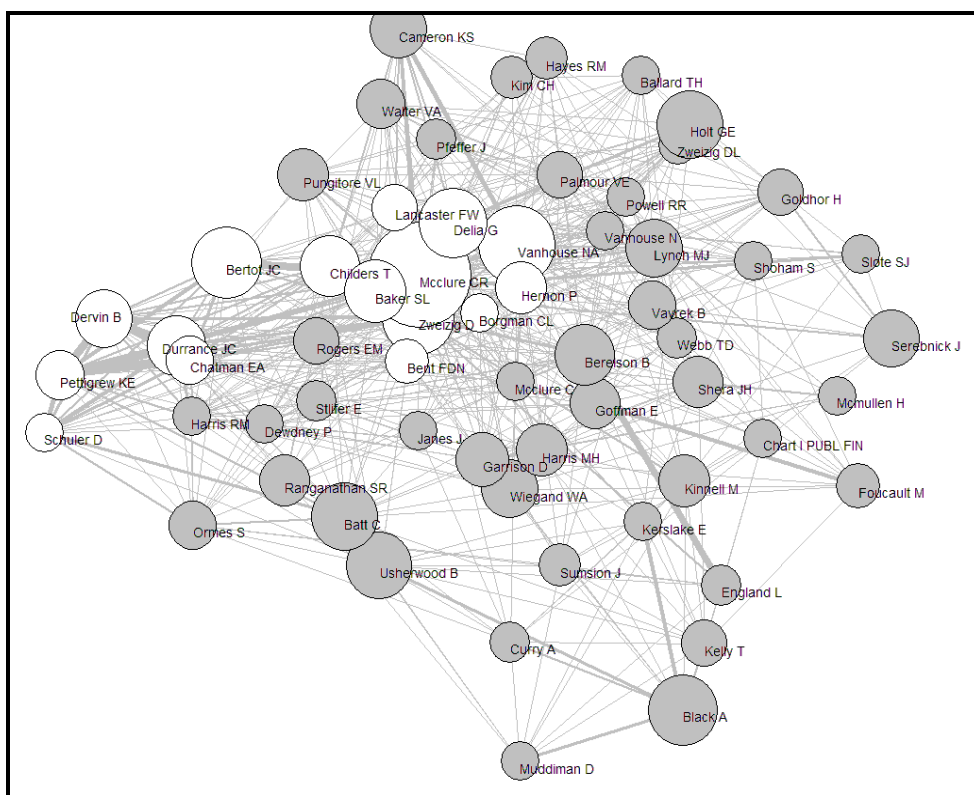 Cameron KS
Hayes RM
Kim CH
Ballard TH
Walter VA
Holt GE
Pfeffer J
Zweizig DL
Pungitore VL
Palmour VE
Powell RR
Goldhor H
Lancaster FW
Delia G
Vanhouse N
Vanhouse NA
Lynch MJ
Bertot JC
Childers T
Mcclure CR
Shoham S
Slote SJ
Baker SL
Hernon P
Dervin B
Zweizig D
Borgman CL
Vavrek B
Durrance JC
Rogers EM
Webb TD
Serebnick J
Chatman EA
Bent FDN
Berelson B
Pettigrew KE
Mcclure C
Shera JH
Mcmullen H
Stilfer E
Goffman E
Harris RM
Dewdney P
Schuler D
Janes J
Chart I PUBL FIN
Harris MH
Garrison D
Ranganathan SR
Wiegand WA
Kinnell M
Foucault M
Batt C
Ormes S
Kerslake E
Usherwood B
Sumsion J
England L
Curry A
Kelly T
Black A
Muddiman D